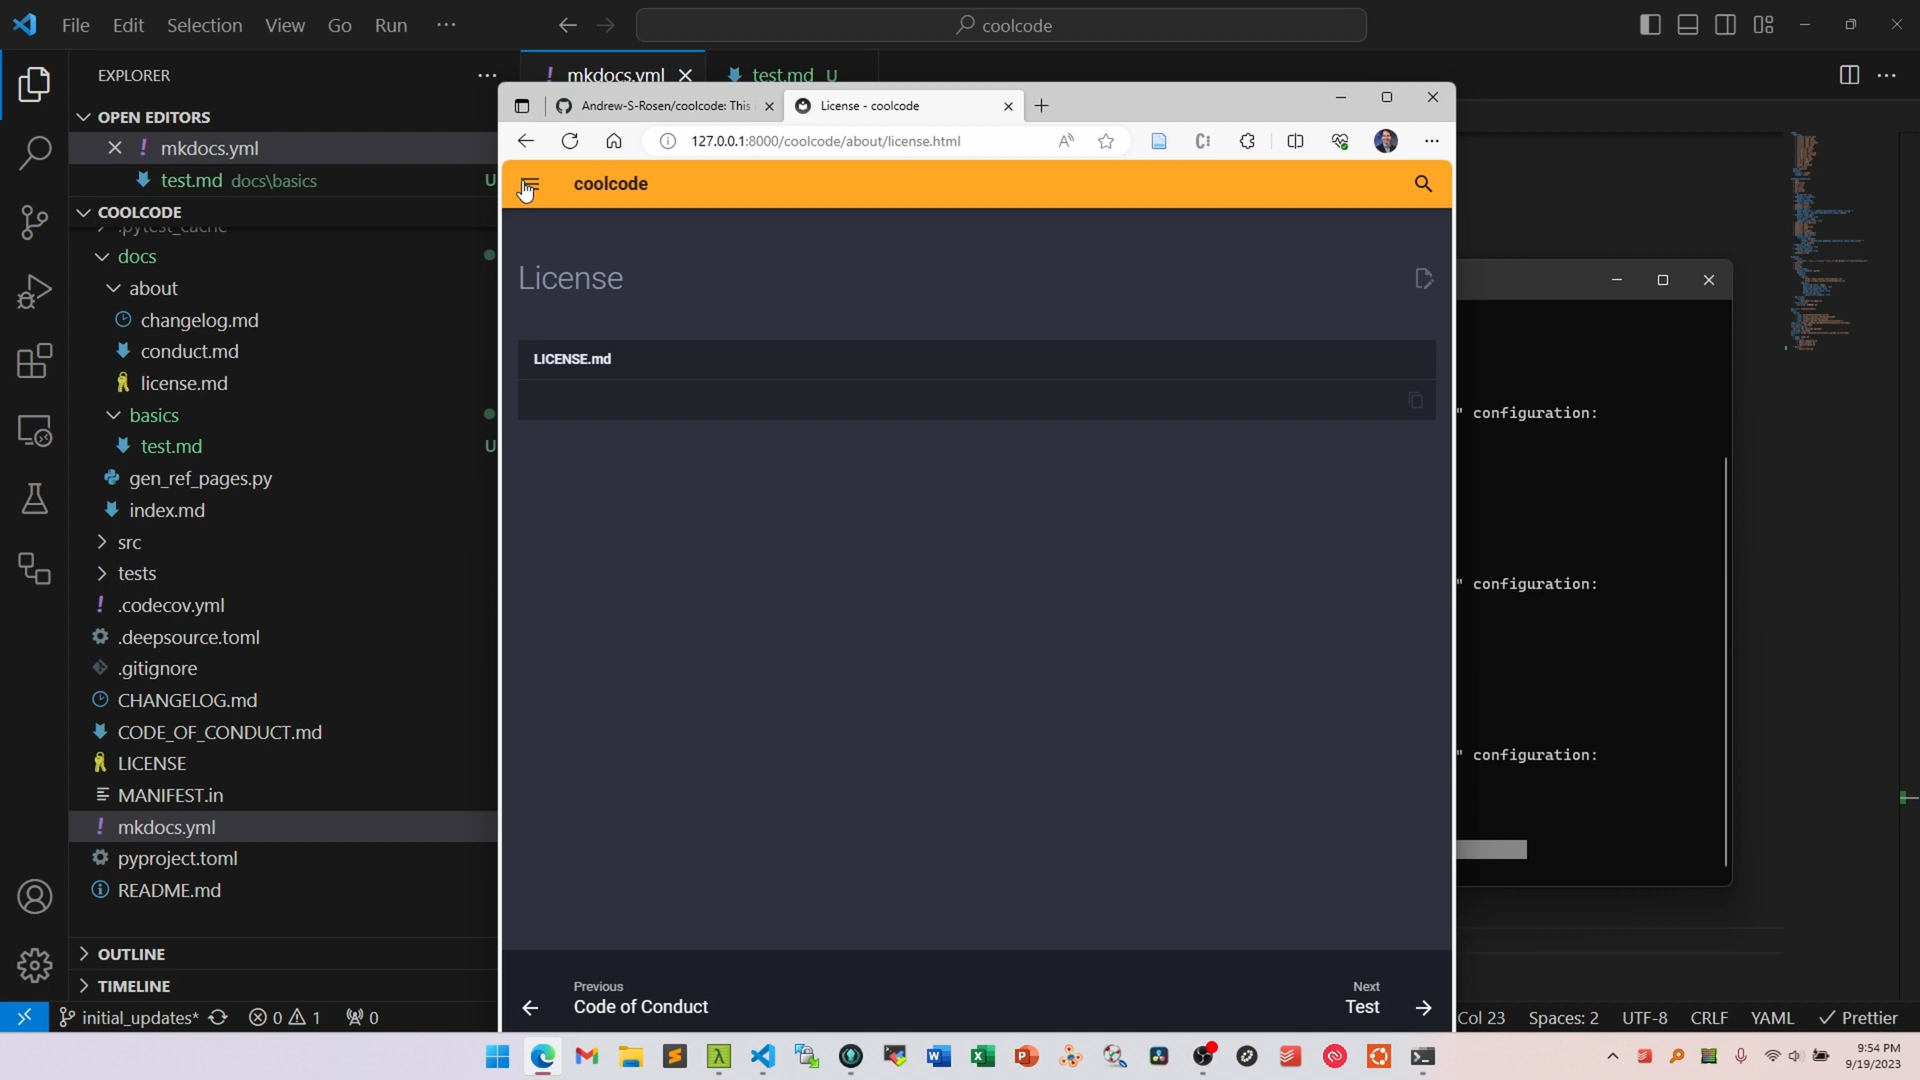 File Edit Selection View Go Run ···
coolcode
EXPLORER
mkdocs.yml
test.md U
OPEN EDITORS
! mkdocs.yml
test.md docs\basics U
COOLCODE
.pytest_cache
docs
about
changelog.md
conduct.md
license.md
basics
test.md U
gen_ref_pages.py
index.md
src
tests
! .codecov.yml
.deepsource.toml
.gitignore
CHANGELOG.md
CODE_OF_CONDUCT.md
LICENSE
MANIFEST.in
! mkdocs.yml
pyproject.toml
README.md
OUTLINE
TIMELINE
initial_updates* 0 1 0
Andrew-S-Rosen/coolcode: This
License - coolcode
127.0.0.1:8000/coolcode/about/license.html
coolcode
License
LICENSE.md
Previous
Code of Conduct
Next
Test
" configuration:
" configuration:
" configuration:
Col 23 Spaces: 2 UTF-8 CRLF YAML Prettier
9:54 PM
9/19/2023